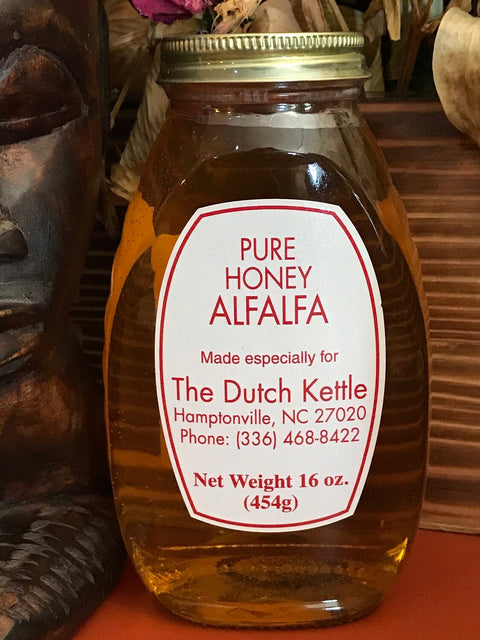 PURE
HONEY
ALFALFA
Made especially for
The Dutch Kettle
Hamptonville, NC 27020
Phone: (336) 468-8422
Net Weight 16 oz.
(454g)